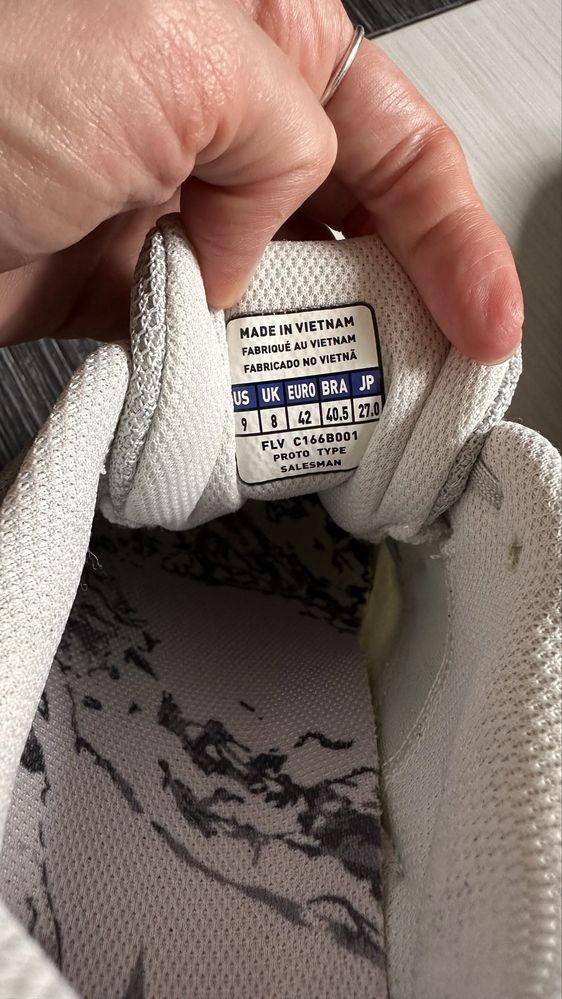 MADE IN VIETNAM
FABRIQUÉ AU VIETNAM
FABRICADO NO VIETNÃ
US UK EURO BRA JP
9 8 42 40.5 27.0
FLV C166B001
PROTO TYPE
SALESMAN